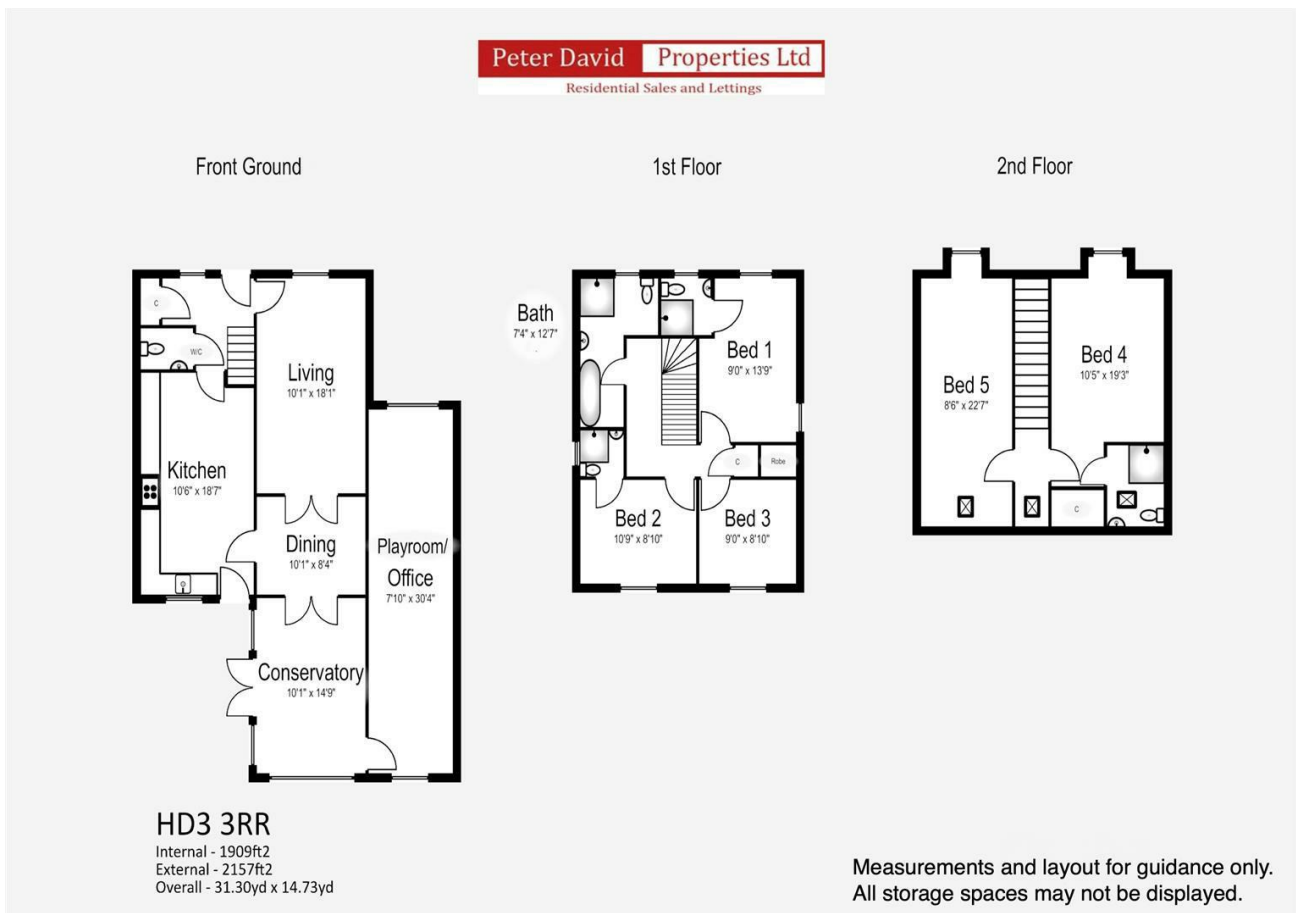 Peter David Properties Ltd
Residential Sales and Lettings
Front Ground
1st Floor
2nd Floor
C
WC
Living
10'1" x 18'1"
Kitchen
10'6" x 18'7"
Dining
10'1" x 8'4"
Playroom/
Office
7'10" x 30'4"
Conservatory
10'1" x 14'9"
Bath
7'4" x 12'7"
Bed 1
9'0" x 13'9"
C
Robe
Bed 2
10'9" x 8'10"
Bed 3
9'0" x 8'10"
Bed 4
10'5" x 19'3"
Bed 5
8'6" x 22'7"
C
HD3 3RR
Internal - 1909ft2
External - 2157ft2
Overall - 31.30yd x 14.73yd
Measurements and layout for guidance only.
All storage spaces may not be displayed.